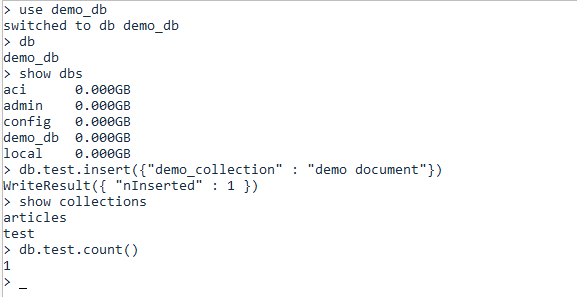 > use demo_db
switched to db demo_db
> db
demo_db
> show dbs
aci      0.000GB
admin    0.000GB
config   0.000GB
demo_db  0.000GB
local    0.000GB
> db.test.insert({"demo_collection" : "demo document"})
WriteResult({ "nInserted" : 1 })
> show collections
articles
test
> db.test.count()
1
> _